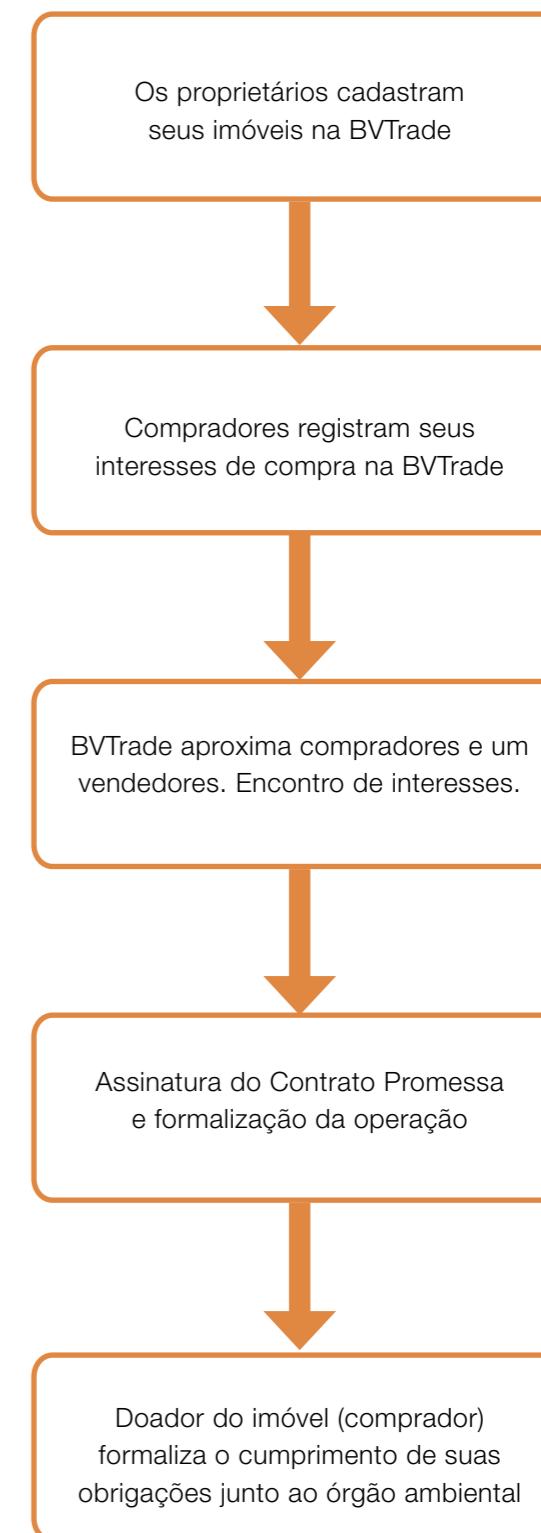 Os proprietários cadastram
seus imóveis na BVTrade
Compradores registram seus
interesses de compra na BVTrade
BVTrade aproxima compradores e um
vendedores. Encontro de interesses.
Assinatura do Contrato Promessa
e formalização da operação
Doador do imóvel (comprador)
formaliza o cumprimento de suas
obrigações junto ao órgão ambiental